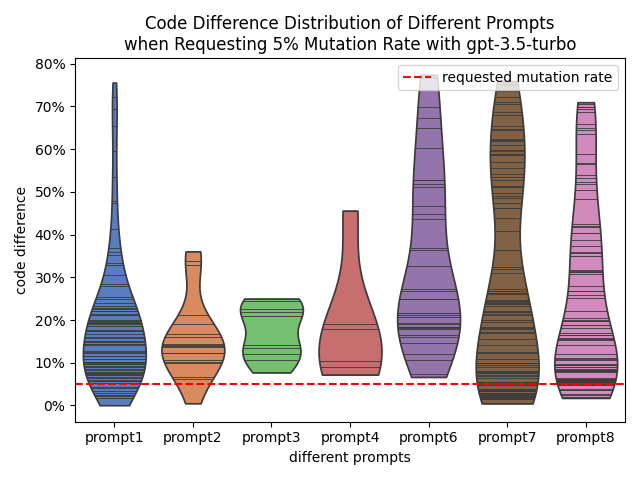 Code Difference Distribution of Different Prompts
when Requesting 5% Mutation Rate with gpt-3.5-turbo
80%
70%
60%
50%
40%
30%
20%
10%
0%
code difference
requested mutation rate
prompt1 prompt2 prompt3 prompt4 prompt6 prompt7 prompt8
different prompts